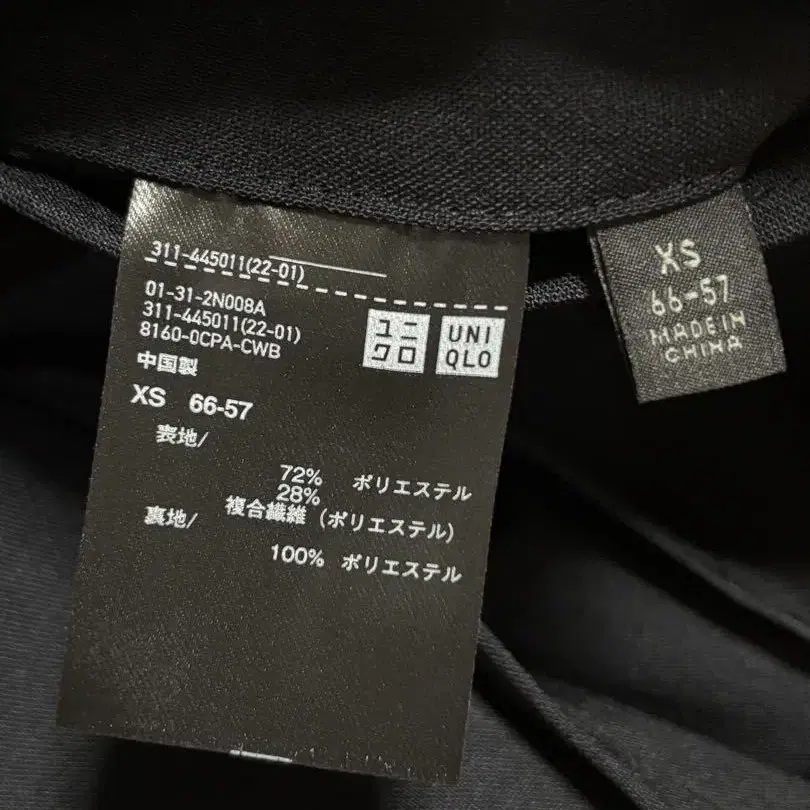 311-445011(22-01)
01-31-2N008A
311-445011(22-01)
8160-0CPA-CWB
中国製
XS 66-57
ユニ
クロ
UNI
QLO
表地/
72% ポリエステル
28%
複合繊維 (ポリエステル)
裏地/
100% ポリエステル
XS
66-57
MADE IN
CHINA